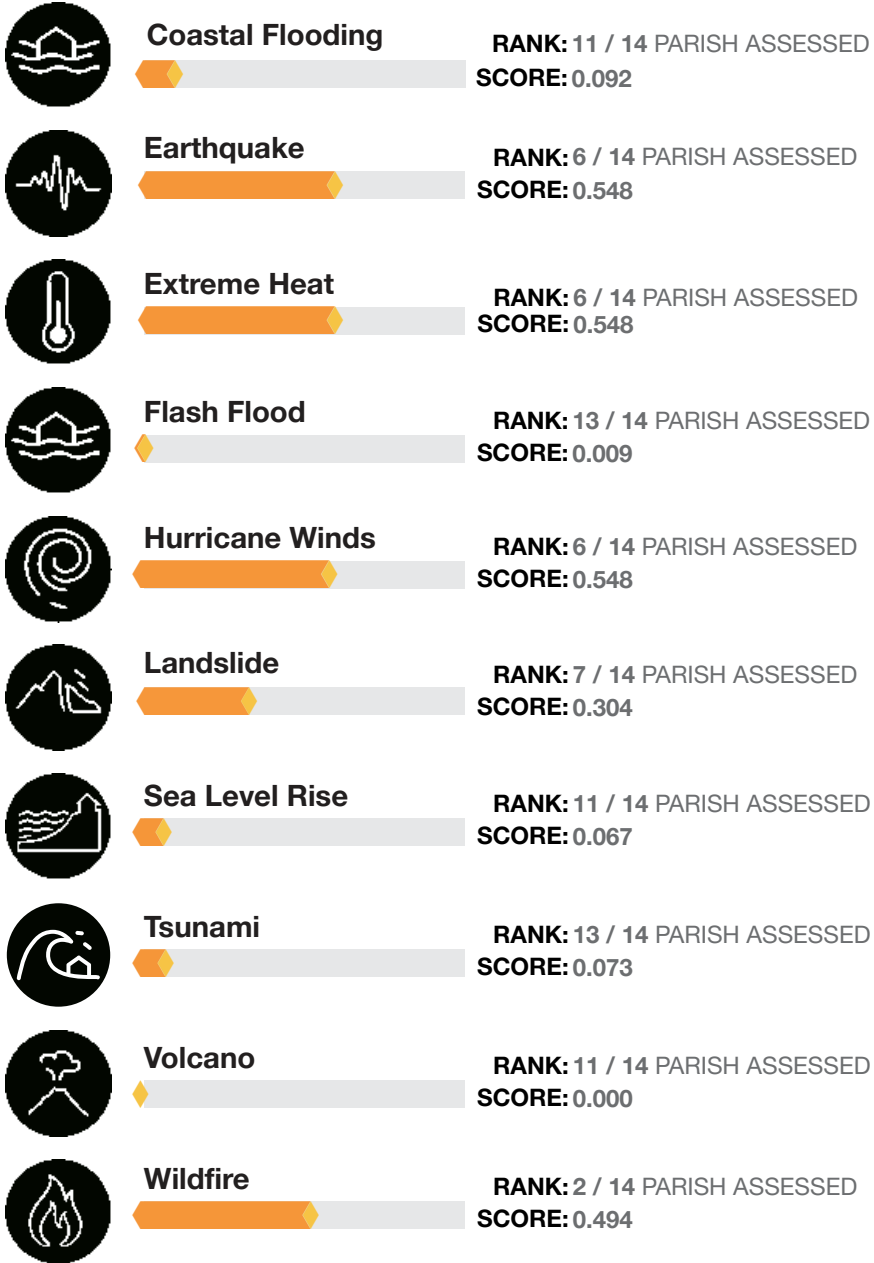 Coastal Flooding
RANK: 11 / 14 PARISH ASSESSED
SCORE: 0.092
Earthquake
RANK: 6 / 14 PARISH ASSESSED
SCORE: 0.548
Extreme Heat
RANK: 6 / 14 PARISH ASSESSED
SCORE: 0.548
Flash Flood
RANK: 13 / 14 PARISH ASSESSED
SCORE: 0.009
Hurricane Winds
RANK: 6 / 14 PARISH ASSESSED
SCORE: 0.548
Landslide
RANK: 7 / 14 PARISH ASSESSED
SCORE: 0.304
Sea Level Rise
RANK: 11 / 14 PARISH ASSESSED
SCORE: 0.067
Tsunami
RANK: 13 / 14 PARISH ASSESSED
SCORE: 0.073
Volcano
RANK: 11 / 14 PARISH ASSESSED
SCORE: 0.000
Wildfire
RANK: 2 / 14 PARISH ASSESSED
SCORE: 0.494